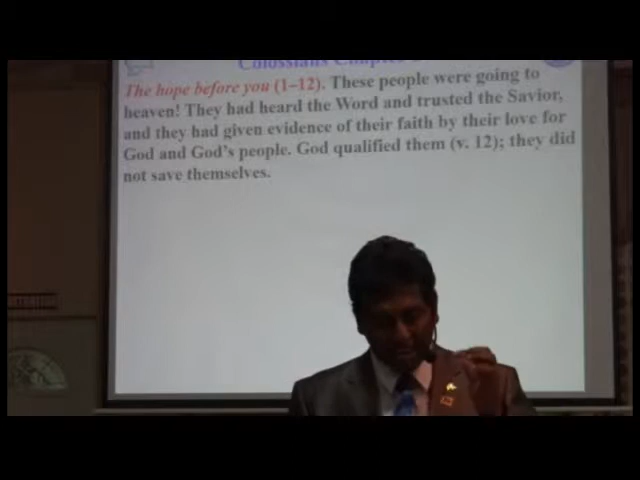 Colossians Chapter
The hope before you (1–12). These people were going to
heaven! They had heard the Word and trusted the Savior,
and they had given evidence of their faith by their love for
God and God's people. God qualified them (v. 12); they did
not save themselves.